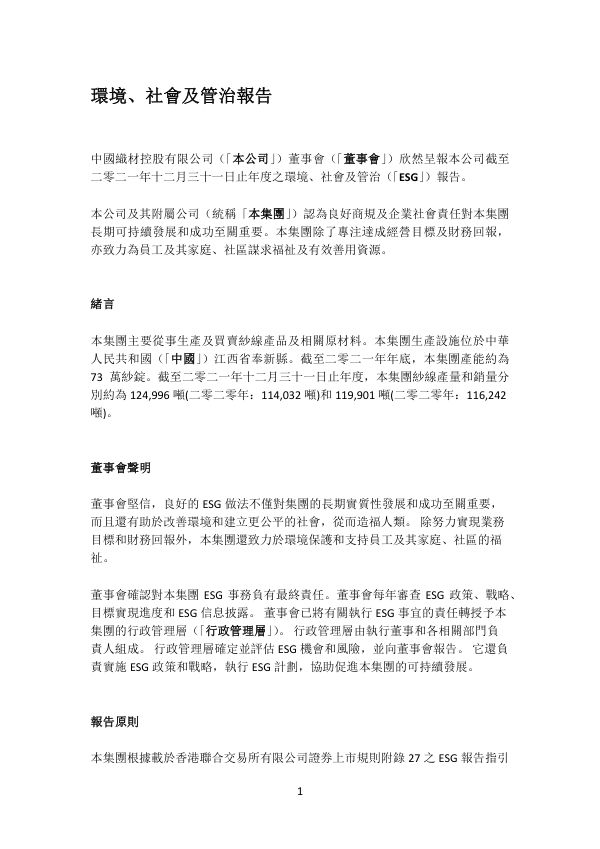 環境、社會及管治報告
中國織材控股有限公司（「本公司」）董事會（「董事會」）欣然呈報本公司截至
二零二一年十二月三十一日止年度之環境、社會及管治（「ESG」）報告。
本公司及其附屬公司（統稱「本集團」）認為良好商規及企業社會責任對本集團
長期可持續發展和成功至關重要。本集團除了專注達成經營目標及財務回報，
亦致力為員工及其家庭、社區謀求福祉及有效善用資源。
緒言
本集團主要從事生產及買賣紗線產品及相關原材料。本集團生產設施位於中華
人民共和國（「中國」）江西省奉新縣。截至二零二一年年底，本集團產能約為
73 萬紗錠。截至二零二一年十二月三十一日止年度，本集團紗線產量和銷量分
別約為 124,996 噸(二零二零年：114,032 噸)和 119,901 噸(二零二零年：116,242
噸)。
董事會聲明
董事會堅信，良好的 ESG 做法不僅對集團的長期實質性發展和成功至關重要，
而且還有助於改善環境和建立更公平的社會，從而造福人類。 除努力實現業務
目標和財務回報外，本集團還致力於環境保護和支持員工及其家庭、社區的福
祉。
董事會確認對本集團 ESG 事務負有最終責任。董事會每年審查 ESG 政策、戰略、
目標實現進度和 ESG 信息披露。 董事會已將有關執行 ESG 事宜的責任轉授予本
集團的行政管理層（「行政管理層」）。 行政管理層由執行董事和各相關部門負
責人組成。 行政管理層確定並評估 ESG 機會和風險，並向董事會報告。 它還負
責實施 ESG 政策和戰略，執行 ESG 計劃，協助促進本集團的可持續發展。
報告原則
本集團根據載於香港聯合交易所有限公司證券上市規則附錄 27 之 ESG 報告指引
1